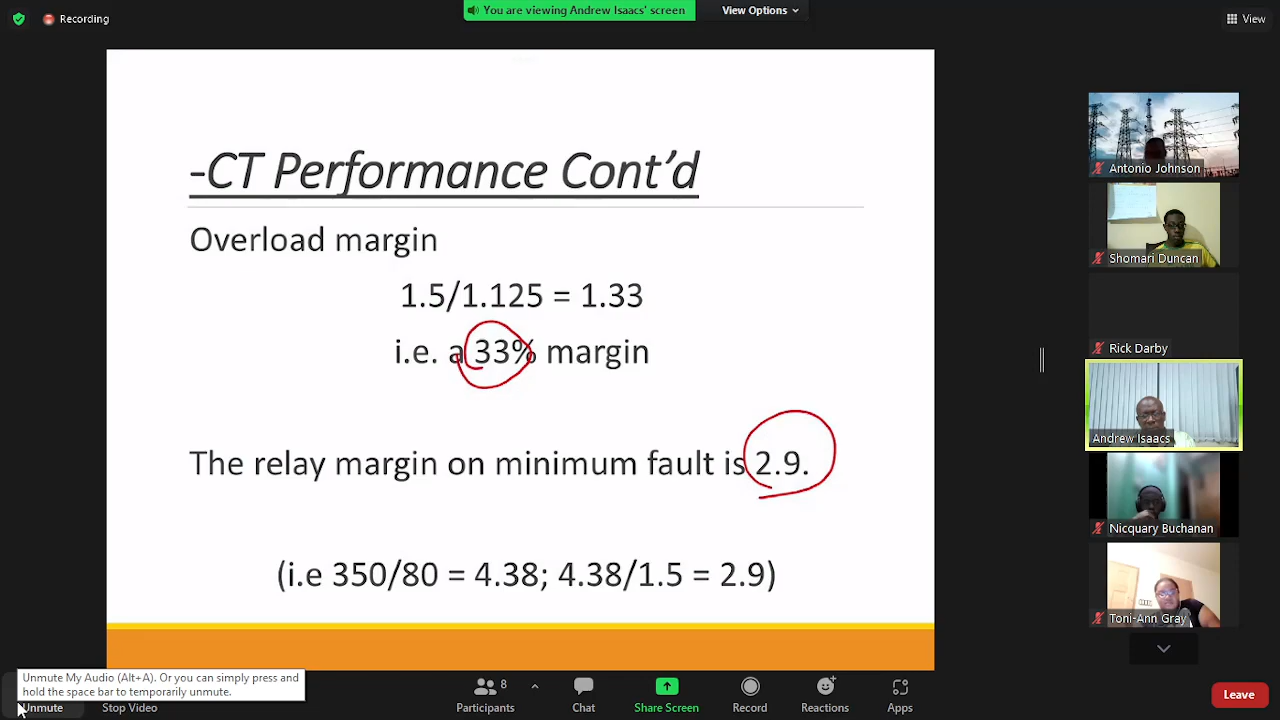 Recording
You are viewing Andrew Isaacs' screen
View Options
View
-CT Performance Cont'd
Overload margin
1.5/1.125 = 1.33
i.e. a 33% margin
The relay margin on minimum fault is 2.9.
(i.e 350/80 = 4.38; 4.38/1.5 = 2.9)
Antonio Johnson
Shomari Duncan
Rick Darby
Andrew Isaacs
Nicquary Buchanan
Toni-Ann Gray
Unmute My Audio (Alt+A). Or you can simply press and
hold the space bar to temporarily unmute.
Unmute
Stop Video
8
Participants
Chat
Share Screen
Record
Reactions
Apps
Leave